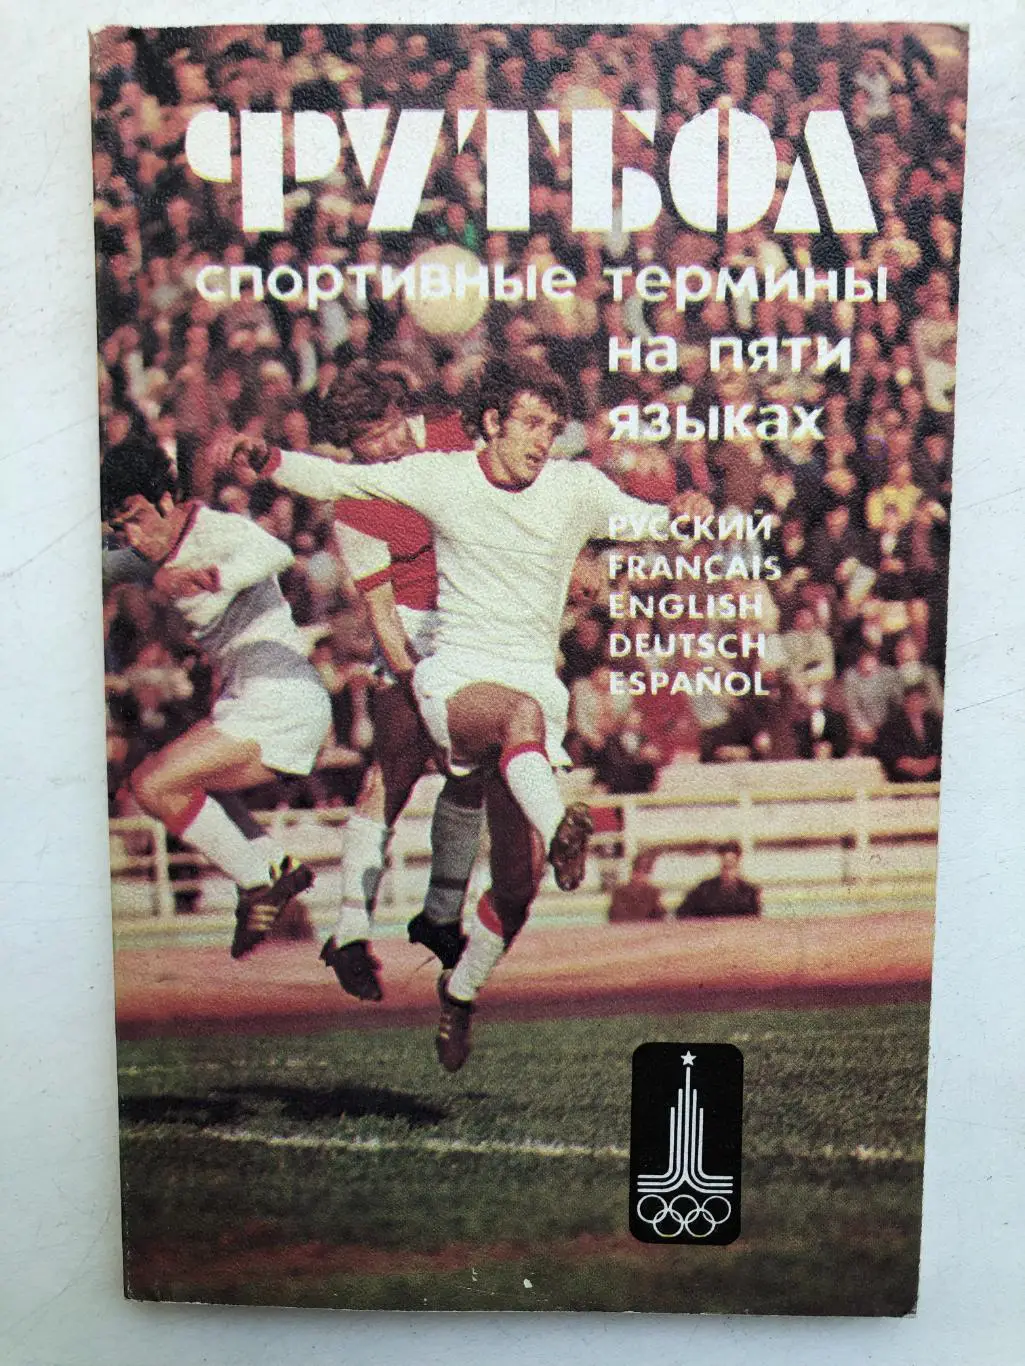 ФУТБОЛ
спортивные термины
на пяти
языках
РУССКИЙ
FRANÇAIS
ENGLISH
DEUTSCH
ESPAÑOL